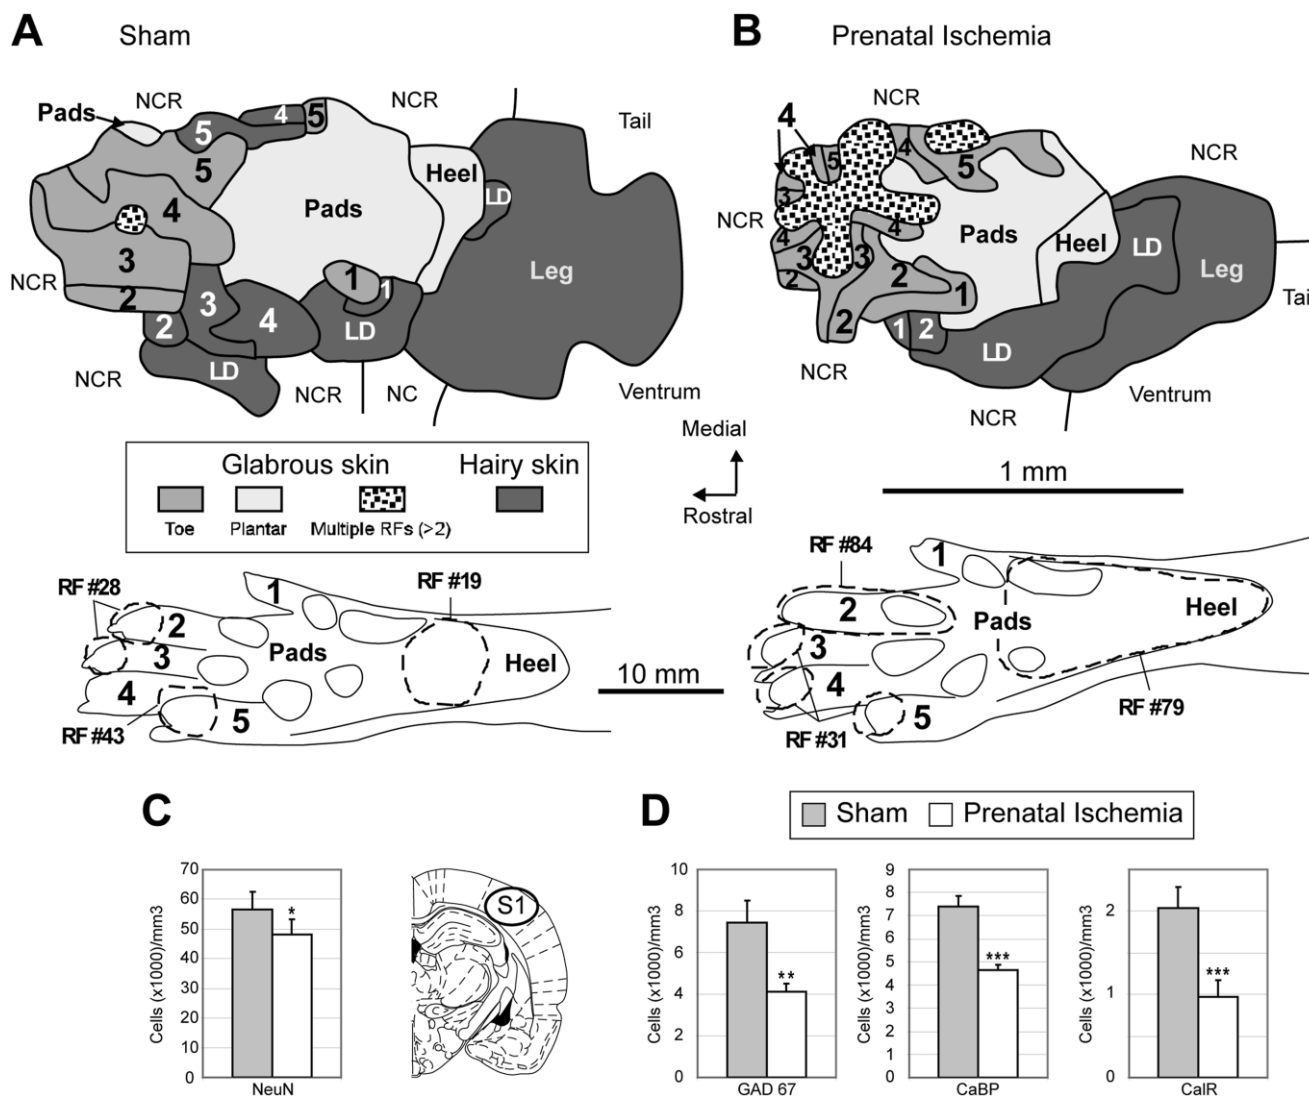 A Sham
Pads
NCR
5
4
5
NCR
Tail
5
Heel
LD
4
Pads
3
Leg
NCR
2
3
1
1
2
4
LD
LD
NCR
NCR
NC
Ventrum
B Prenatal Ischemia
NCR
4
Tail
5
4
5
NCR
3
NCR
4
4
Pads
Heel
LD
3
3
2
Leg
2
1
Tail
2
1
2
LD
NCR
NCR
Ventrum
Medial
Rostral
Glabrous skin Hairy skin
Toe Plantar Multiple RFs (>2)
1 mm
RF #28
1
RF #19
2
3
Pads
Heel
4
RF #43
5
10 mm
RF #84
1
2
Heel
Pads
3
4
RF #79
5
RF #31
C
Cells (x1000)/mm3
70
60
50
40
30
20
10
0
*
NeuN
S1
D
Sham Prenatal Ischemia
Cells (x1000)/mm3
10
8
6
4
2
0
**
GAD 67
Cells (x1000)/mm3
9
8
7
6
5
4
3
2
1
0
***
CaBP
Cells (x1000)/mm3
2
1
0
***
CalR